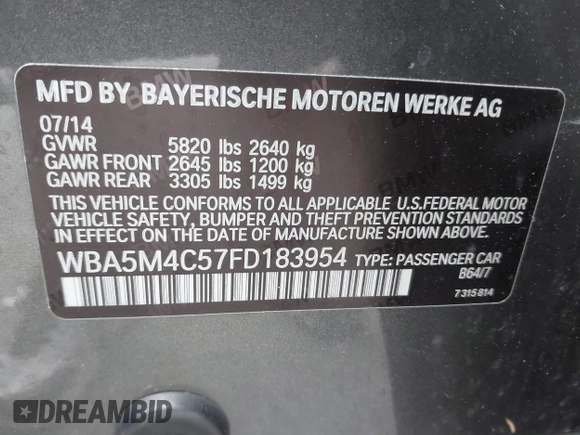 MFD BY BAYERISCHE MOTOREN WERKE AG
07/14
GVWR 5820 lbs 2640 kg
GAWR FRONT 2645 lbs 1200 kg
GAWR REAR 3305 lbs 1499 kg
THIS VEHICLE CONFORMS TO ALL APPLICABLE U.S.FEDERAL MOTOR
VEHICLE SAFETY, BUMPER AND THEFT PREVENTION STANDARDS
IN EFFECT ON THE DATE OF MANUFACTURE SHOWN ABOVE.
WBA5M4C57FD183954 TYPE: PASSENGER CAR
B64/7
7315814
DREAMBID